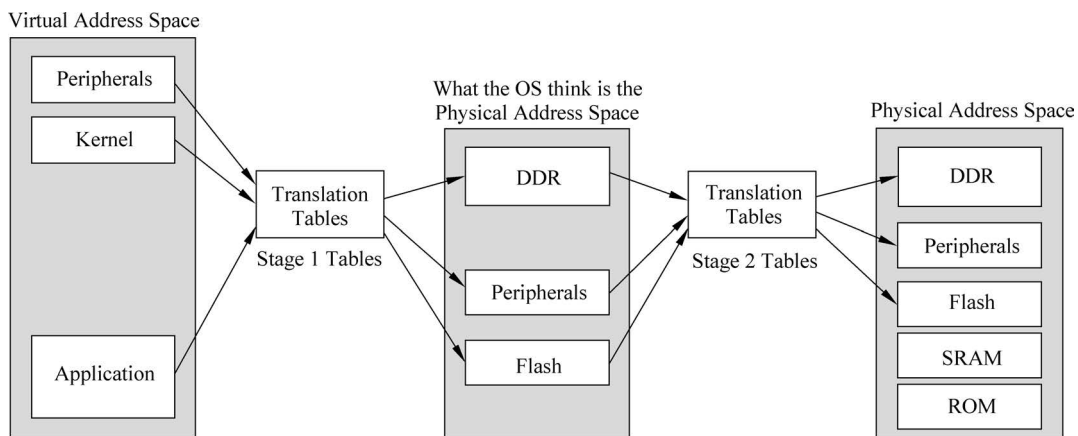 Virtual Address Space
Peripherals
Kernel
Application
Translation
Tables
Stage 1 Tables
What the OS think is the
Physical Address Space
DDR
Peripherals
Flash
Translation
Tables
Stage 2 Tables
Physical Address Space
DDR
Peripherals
Flash
SRAM
ROM